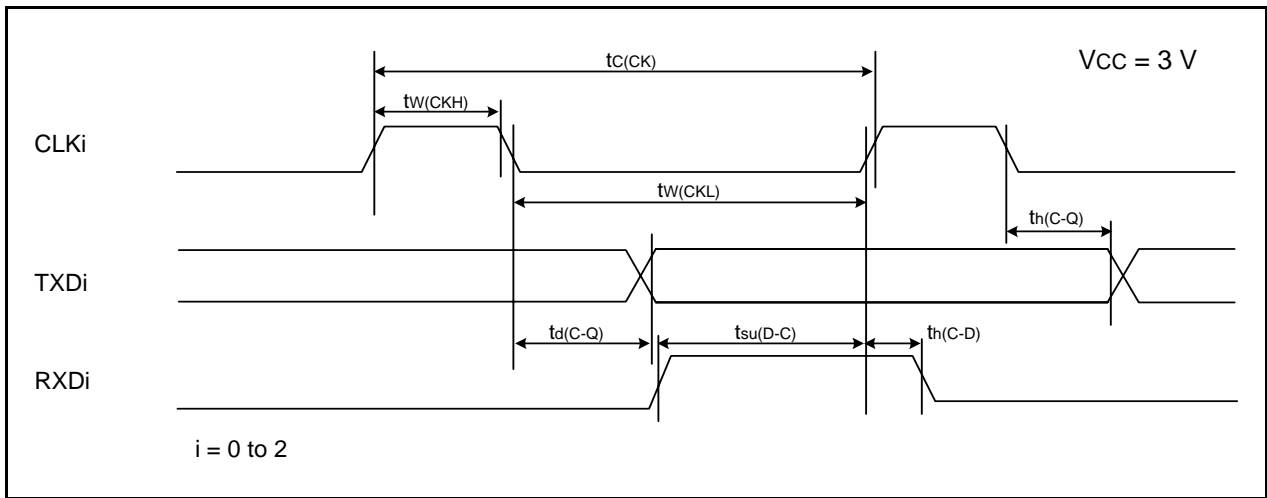 tC(CK)
VCC = 3 V
tW(CKH)
CLKi
tW(CKL)
th(C-Q)
TXDi
td(C-Q)
tsu(D-C)
th(C-D)
RXDi
i = 0 to 2